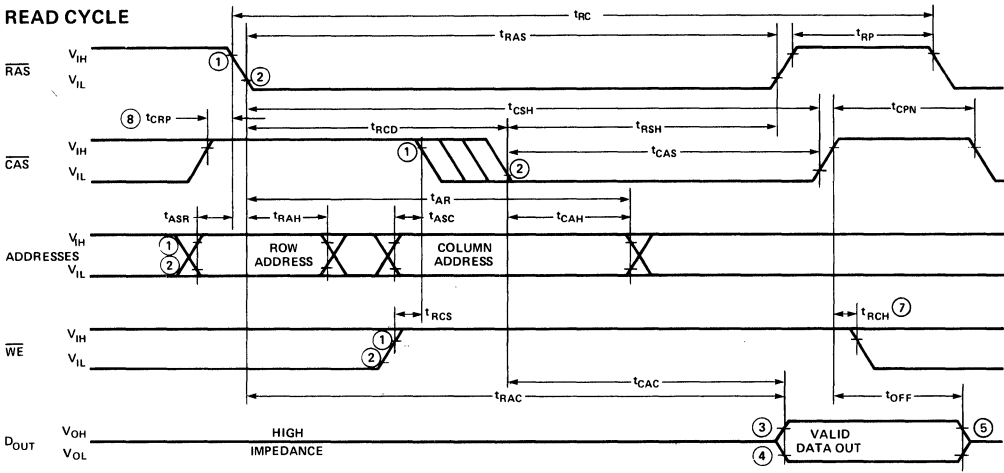 READ CYCLE
tRC
tRAS
tRP
RAS
VIH
VIL
1
2
tCSH
tCPN
8 tCRP
tRCD
tRSH
CAS
VIH
VIL
1
2
tCAS
tAR
tASR
tRAH
tASC
tCAH
ADDRESSES
VIH
VIL
1
2
ROW
ADDRESS
COLUMN
ADDRESS
tRCS
tRCH 7
WE
VIH
VIL
1
2
tCAC
tRAC
tOFF
DOUT
VOH
VOL
HIGH
IMPEDANCE
3
4
VALID
DATA OUT
5